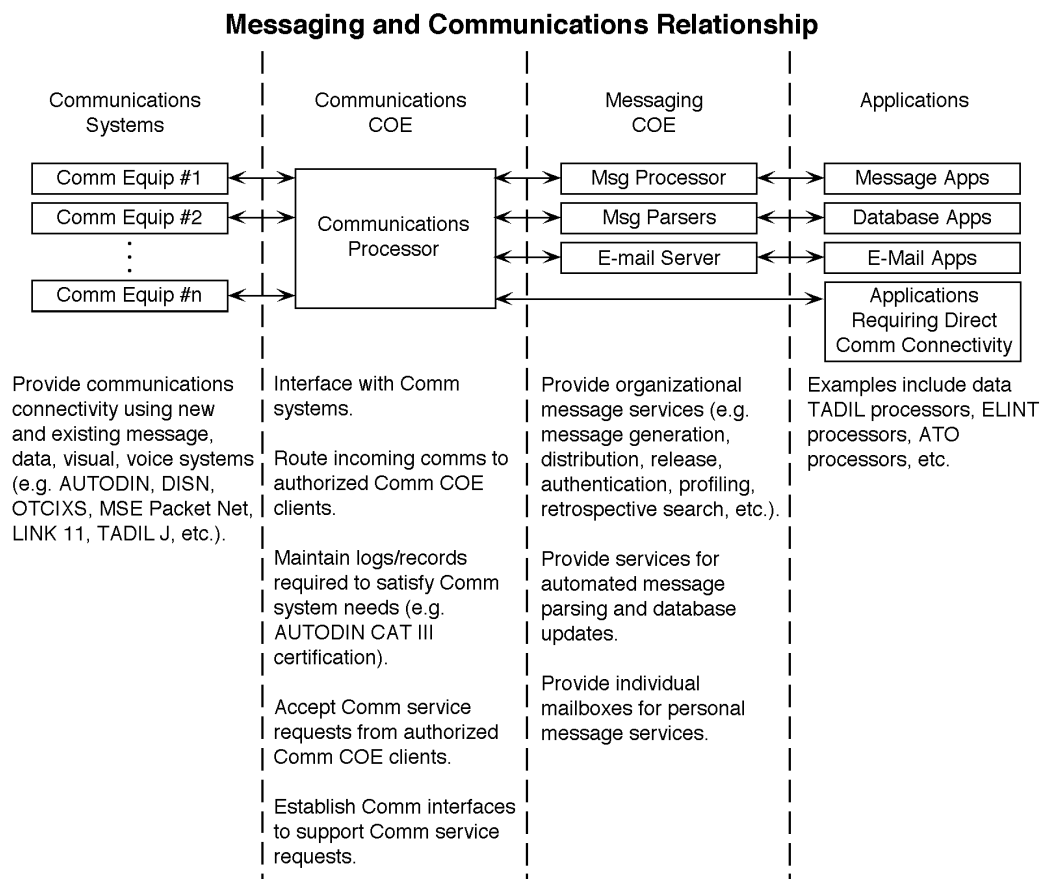 Messaging and Communications Relationship
Communications
Systems
Communications
COE
Messaging
COE
Applications
Comm Equip #1
Comm Equip #2
Comm Equip #n
Communications
Processor
Msg Processor
Msg Parsers
E-mail Server
Message Apps
Database Apps
E-Mail Apps
Applications
Requiring Direct
Comm Connectivity
Provide communications
connectivity using new
and existing message,
data, visual, voice systems
(e.g. AUTODIN, DISN,
OTCIXS, MSE Packet Net,
LINK 11, TADIL J, etc.).
Interface with Comm
systems.
Route incoming comms to
authorized Comm COE
clients.
Maintain logs/records
required to satisfy Comm
system needs (e.g.
AUTODIN CAT III
certification).
Accept Comm service
requests from authorized
Comm COE clients.
Establish Comm interfaces
to support Comm service
requests.
Provide organizational
message services (e.g.
message generation,
distribution, release,
authentication, profiling,
retrospective search, etc.).
Provide services for
automated message
parsing and database
updates.
Provide individual
mailboxes for personal
message services.
Examples include data
TADIL processors, ELINT
processors, ATO
processors, etc.